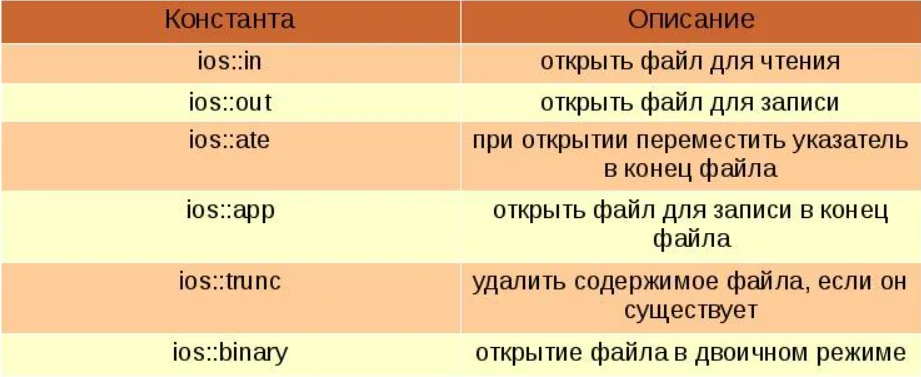 Константа Описание
ios::in открыть файл для чтения
ios::out открыть файл для записи
ios::ate при открытии переместить указатель
в конец файла
ios::app открыть файл для записи в конец
файла
ios::trunc удалить содержимое файла, если он
существует
ios::binary открытие файла в двоичном режиме